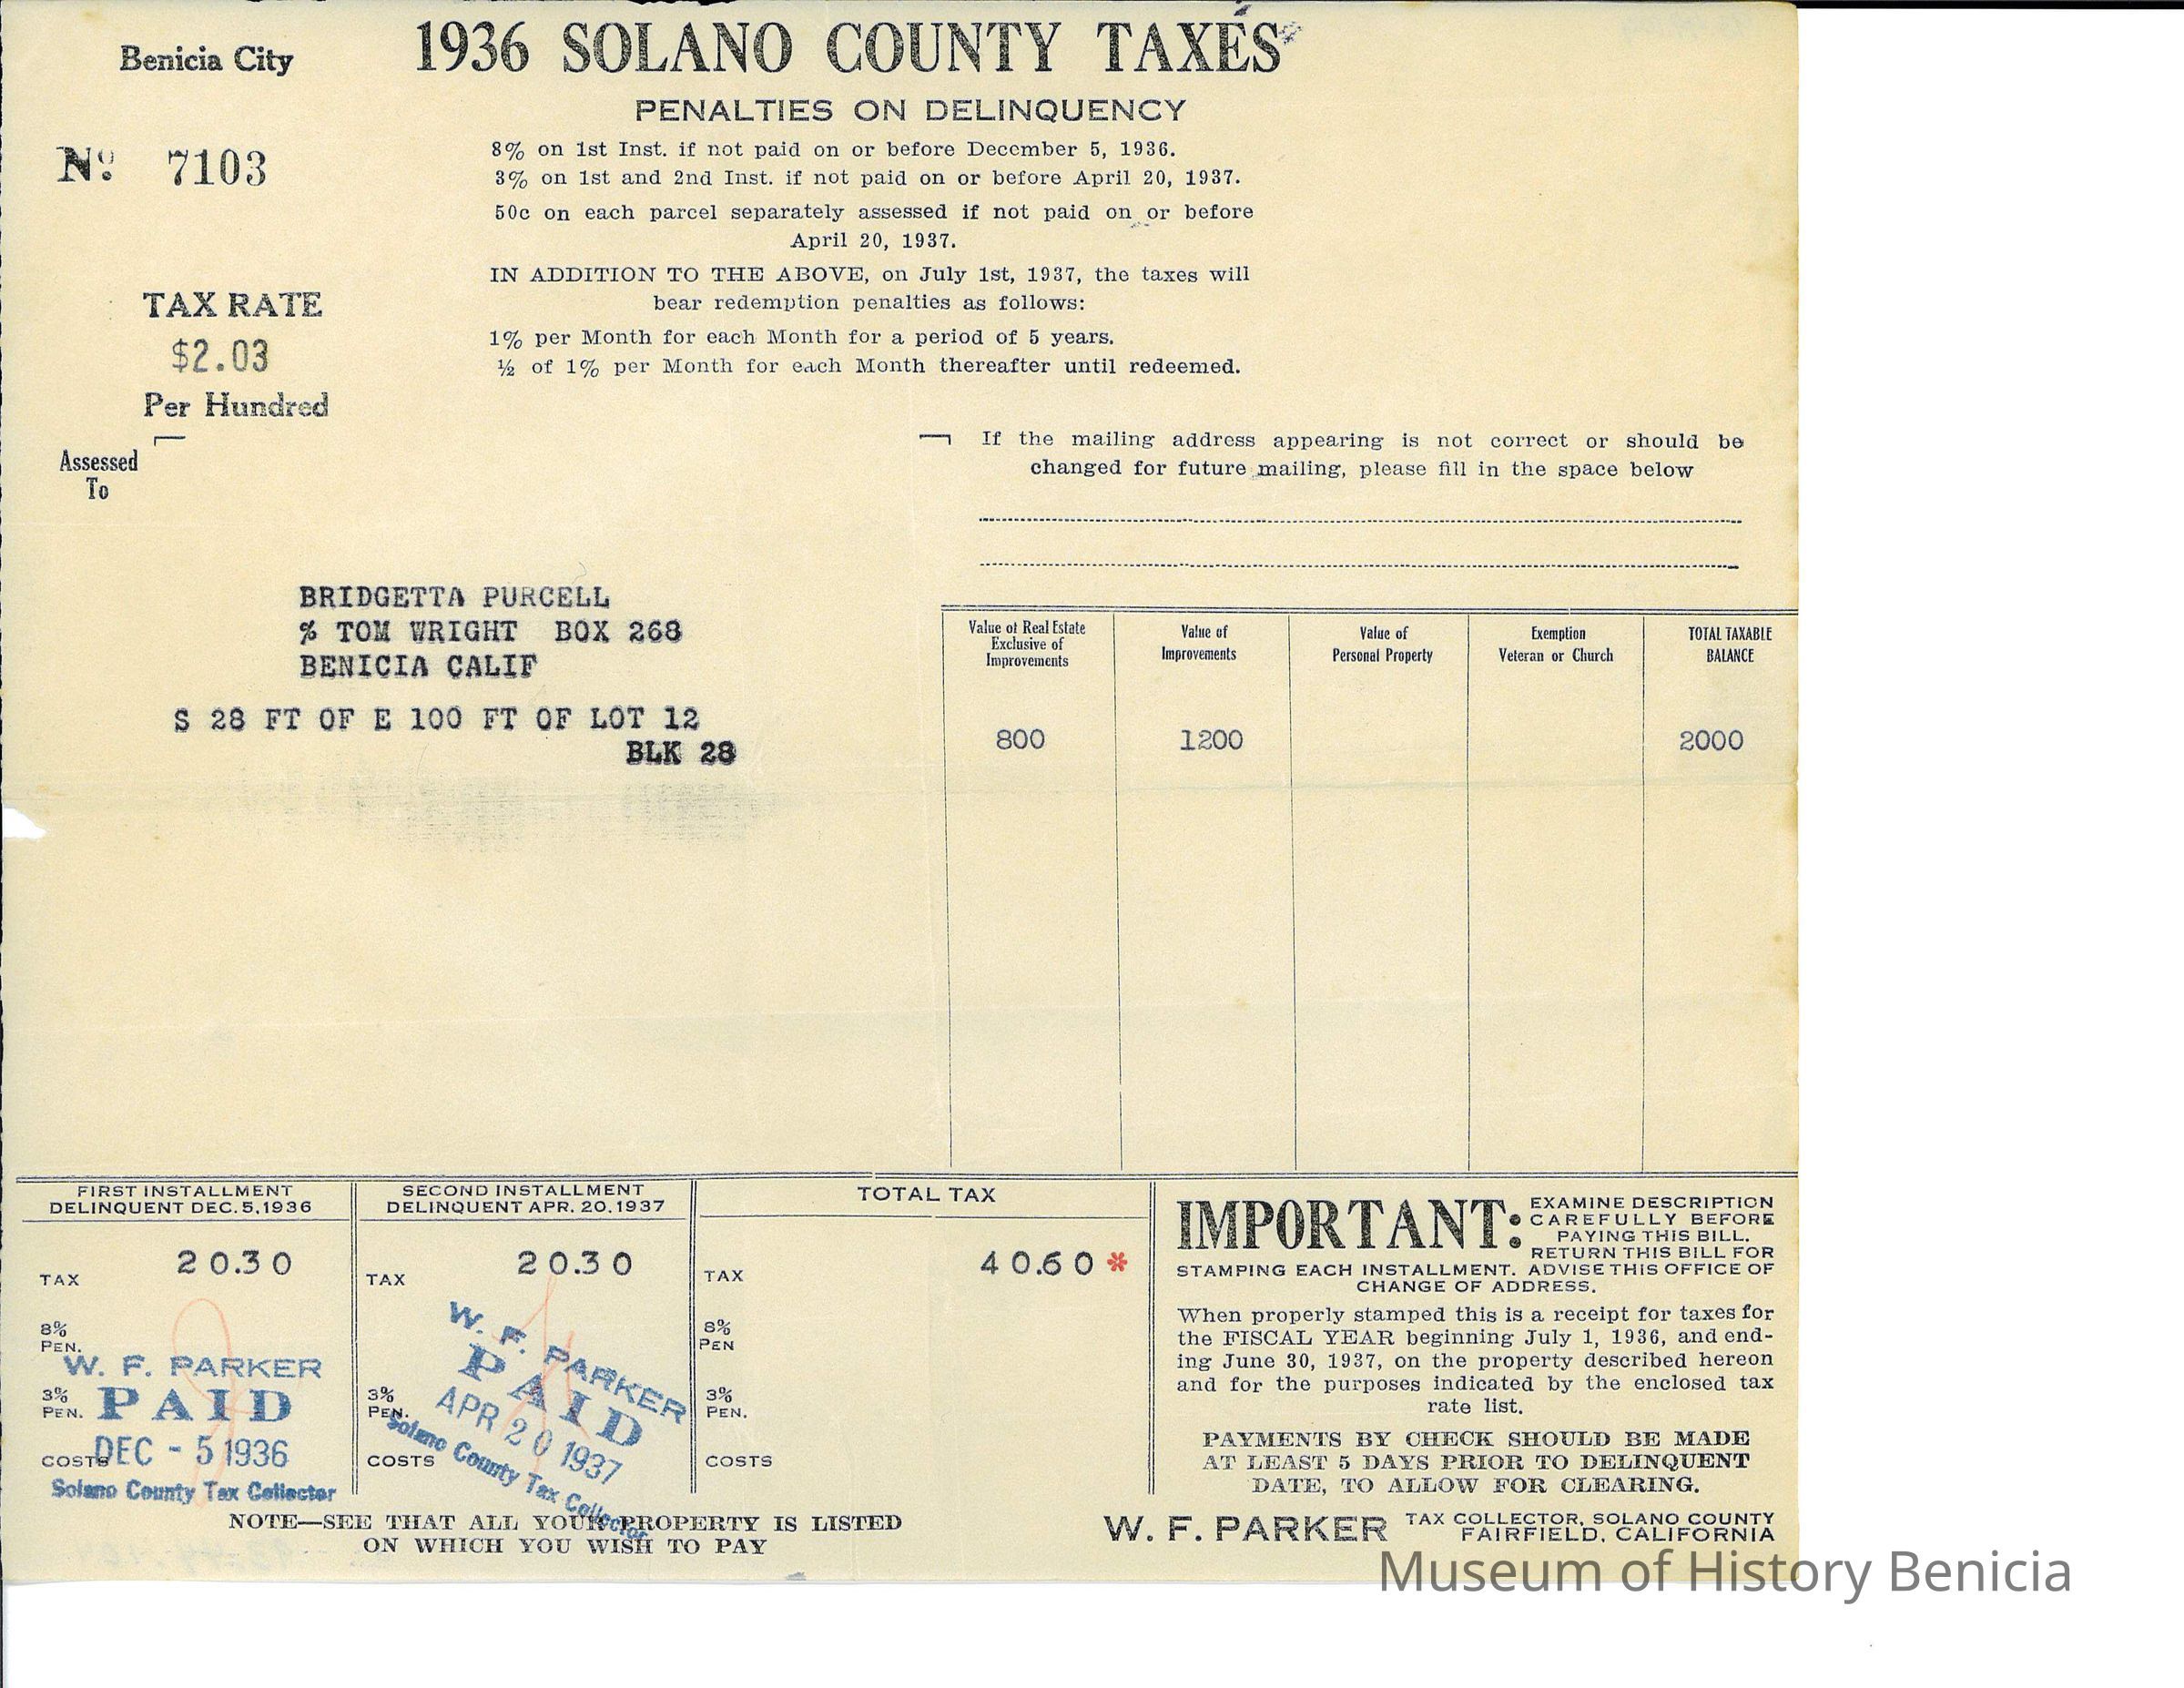 Benicia City
1936 SOLANO COUNTY TAXES
PENALTIES ON DELINQUENCY
No. 7103
8% on 1st Inst. if not paid on or before December 5, 1936.
3% on 1st and 2nd Inst. if not paid on or before April 20, 1937.
50c on each parcel separately assessed if not paid on or before
April 20, 1937.
IN ADDITION TO THE ABOVE, on July 1st, 1937, the taxes will
bear redemption penalties as follows:
1% per Month for each Month for a period of 5 years.
½ of 1% per Month for each Month thereafter until redeemed.
TAX RATE
$2.03
Per Hundred
Assessed
To
If the mailing address appearing is not correct or should be
changed for future mailing, please fill in the space below
BRIDGETTA PURCELL
% TOM WRIGHT BOX 268
BENICIA CALIF
S 28 FT OF E 100 FT OF LOT 12
BLK 28
Value of Real Estate
Exclusive of
Improvements
Value of
Improvements
Value of
Personal Property
Exemption
Veteran or Church
TOTAL TAXABLE
BALANCE
800 1200 2000
FIRST INSTALLMENT
DELINQUENT DEC. 5, 1936
TAX 20.30
8%
PEN.
3%
PEN.
COSTS
W. F. PARKER
PAID
DEC - 5 1936
Solano County Tax Collector
SECOND INSTALLMENT
DELINQUENT APR. 20, 1937
TAX 20.30
3%
PEN.
COSTS
W. F. PARKER
PAID
APR 20 1937
Solano County Tax Collector
TOTAL TAX
TAX 40.60*
8%
PEN
3%
PEN.
COSTS
IMPORTANT: EXAMINE DESCRIPTION
CAREFULLY BEFORE
PAYING THIS BILL.
RETURN THIS BILL FOR
STAMPING EACH INSTALLMENT. ADVISE THIS OFFICE OF
CHANGE OF ADDRESS.
When properly stamped this is a receipt for taxes for
the FISCAL YEAR beginning July 1, 1936, and end-
ing June 30, 1937, on the property described hereon
and for the purposes indicated by the enclosed tax
rate list.
PAYMENTS BY CHECK SHOULD BE MADE
AT LEAST 5 DAYS PRIOR TO DELINQUENT
DATE, TO ALLOW FOR CLEARING.
NOTE—SEE THAT ALL YOUR PROPERTY IS LISTED
ON WHICH YOU WISH TO PAY
W. F. PARKER TAX COLLECTOR, SOLANO COUNTY
FAIRFIELD, CALIFORNIA
Museum of History Benicia